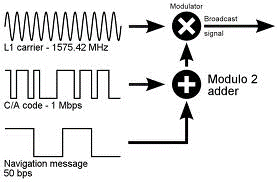 Modulator
Broadcast
signal
L1 carrier - 1575.42 MHz
C/A code - 1 Mbps
Modulo 2
adder
Navigation message
50 bps